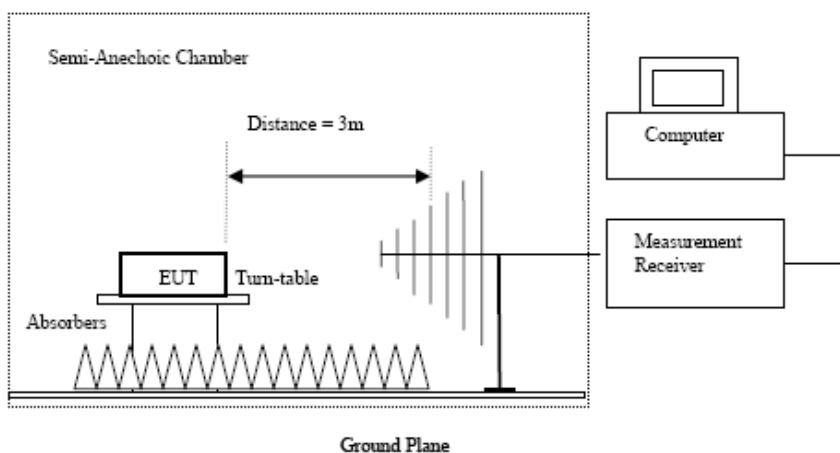 Semi-Anechoic Chamber
Distance = 3m
Computer
Measurement
Receiver
EUT
Turn-table
Absorbers
Ground Plane